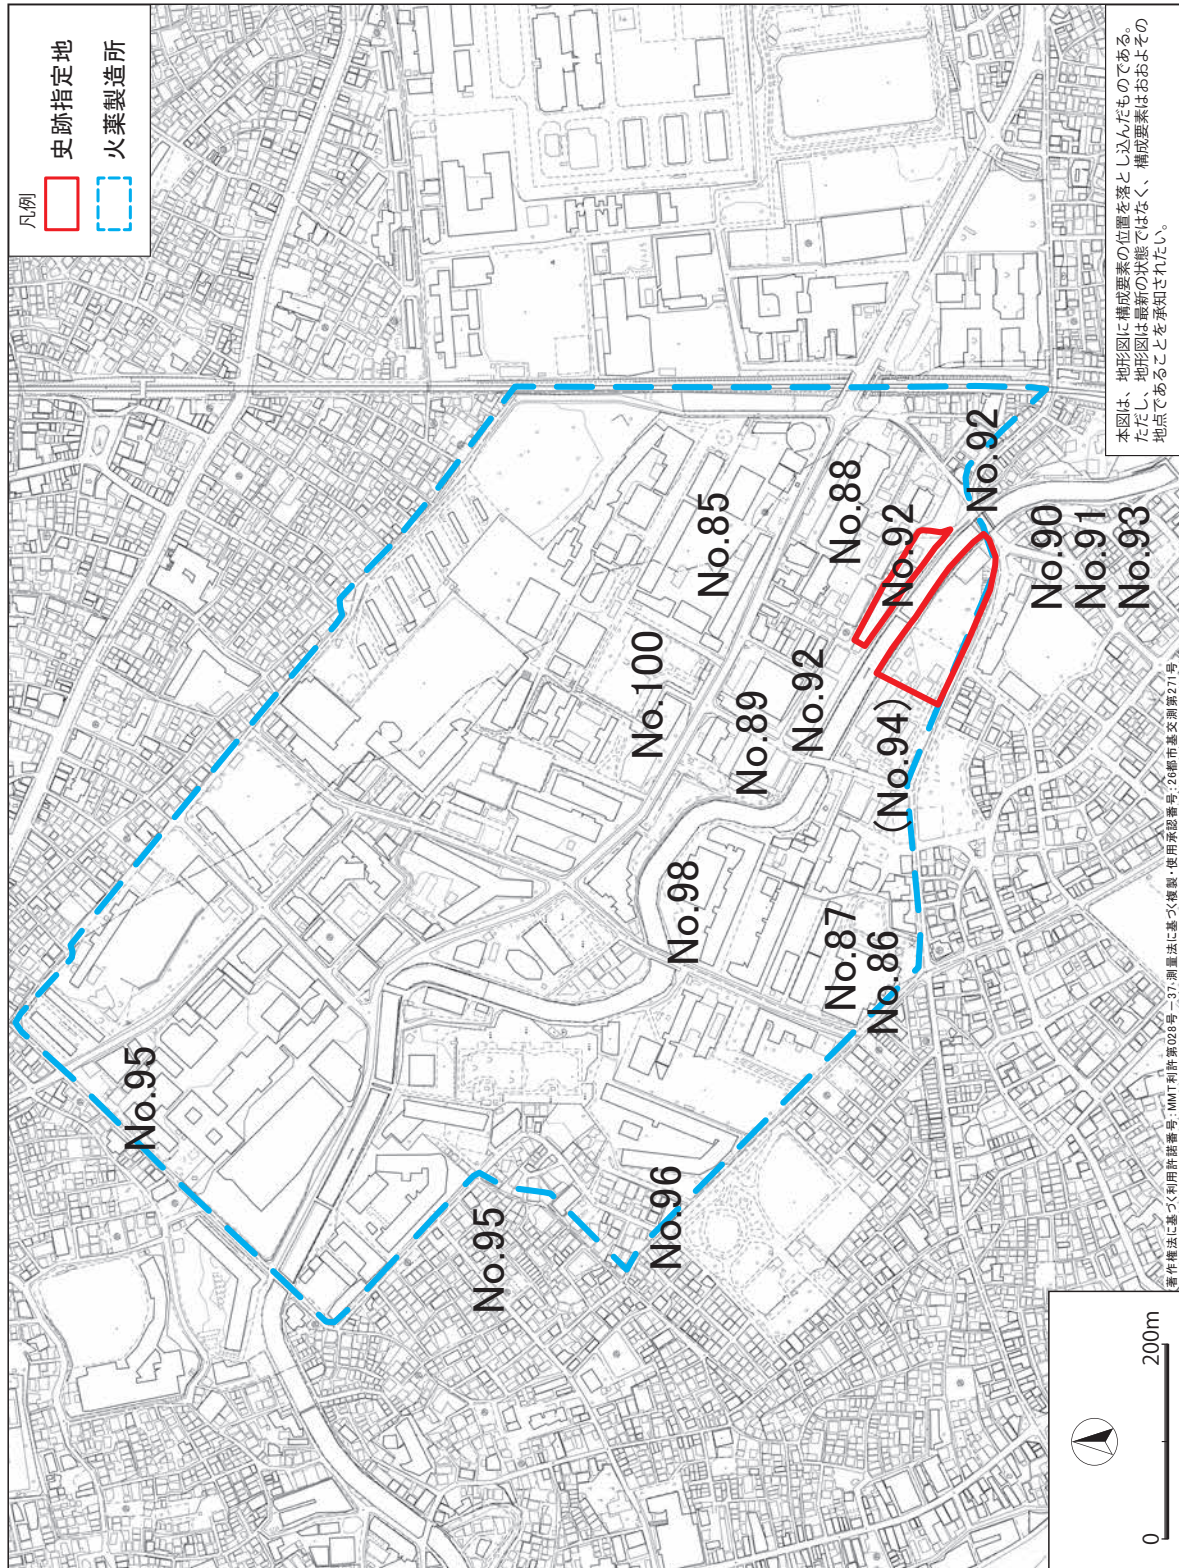 凡例
史跡指定地
火薬製造所
No.95
No.95
No.96
No.98
No.87
No.86
No.100
No.85
No.89
No.92
(No.94)
No.88
No.92
No.92
No.90
No.91
No.93
本図は、地形図に構成要素の位置を落とし込んだものである。
ただし、地形図は最新の状態ではなく、構成要素はおおよその
地点であることを承知されたい。
0 200m
著作権法に基づく利用許諾番号:MMT利許第028号-37、測量法に基づく複製・使用承認番号:26都市基交測第271号